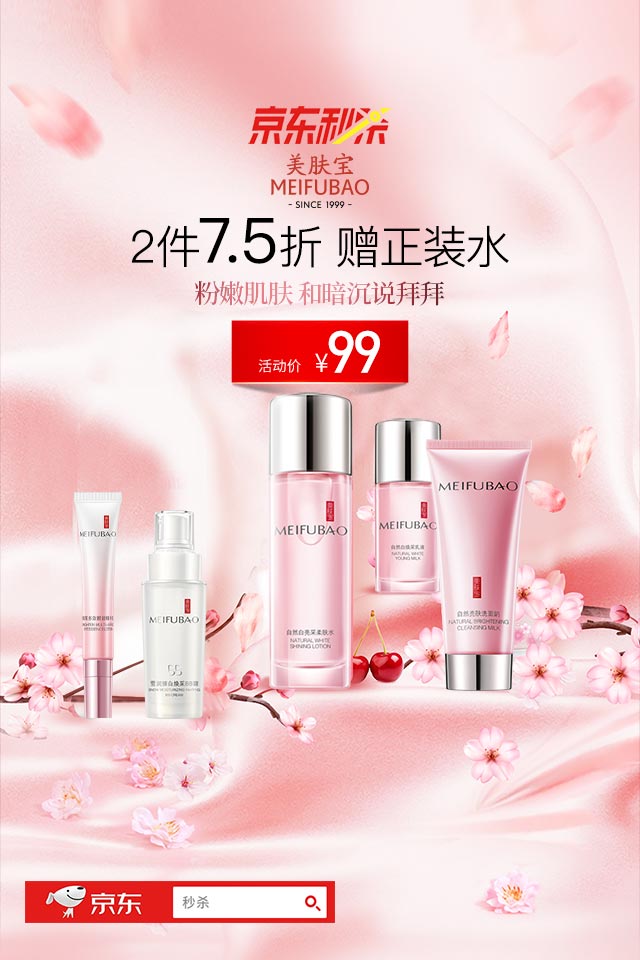 京东秒杀
美肤宝
MEIFUBAO
- SINCE 1999 -
2件7.5折 赠正装水
粉嫩肌肤 和暗沉说拜拜
活动价 ¥99
MEIFUBAO
MEIFUBAO
自然白亮采柔肤水
NATURAL WHITE
SHINING LOTION
自然白焕采乳液
NATURAL WHITE
YOUNG MILK
美肤宝
MEIFUBAO
自然亮肤洗面奶
NATURAL BRIGHTENING
CLEANSING MILK
MEIFUBAO
京东
秒杀